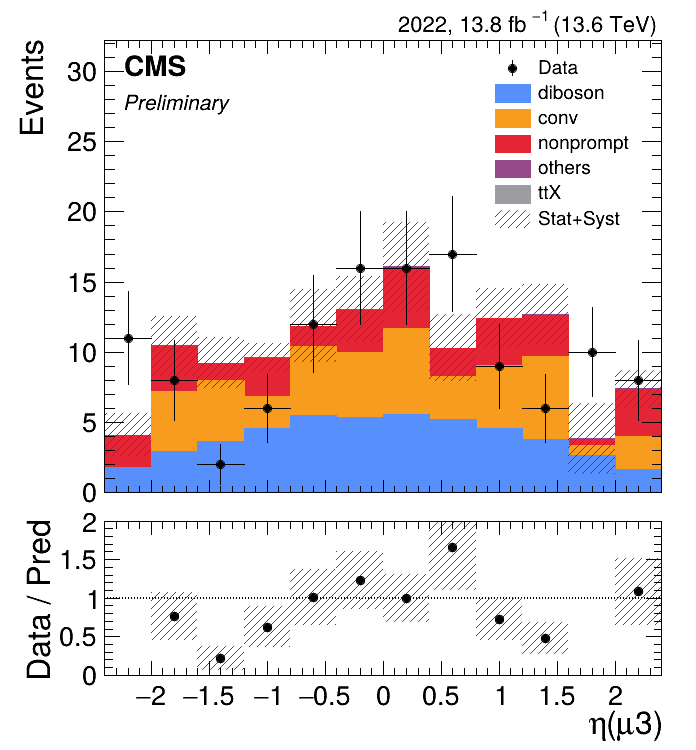 2022, 13.8 fb⁻¹ (13.6 TeV)
Events
CMS
Preliminary
Data
diboson
conv
nonprompt
others
ttX
Stat+Syst
30
25
20
15
10
5
0
Data / Pred
2
1.5
1
0.5
0
−2 −1.5 −1 −0.5 0 0.5 1 1.5 2
η(μ3)